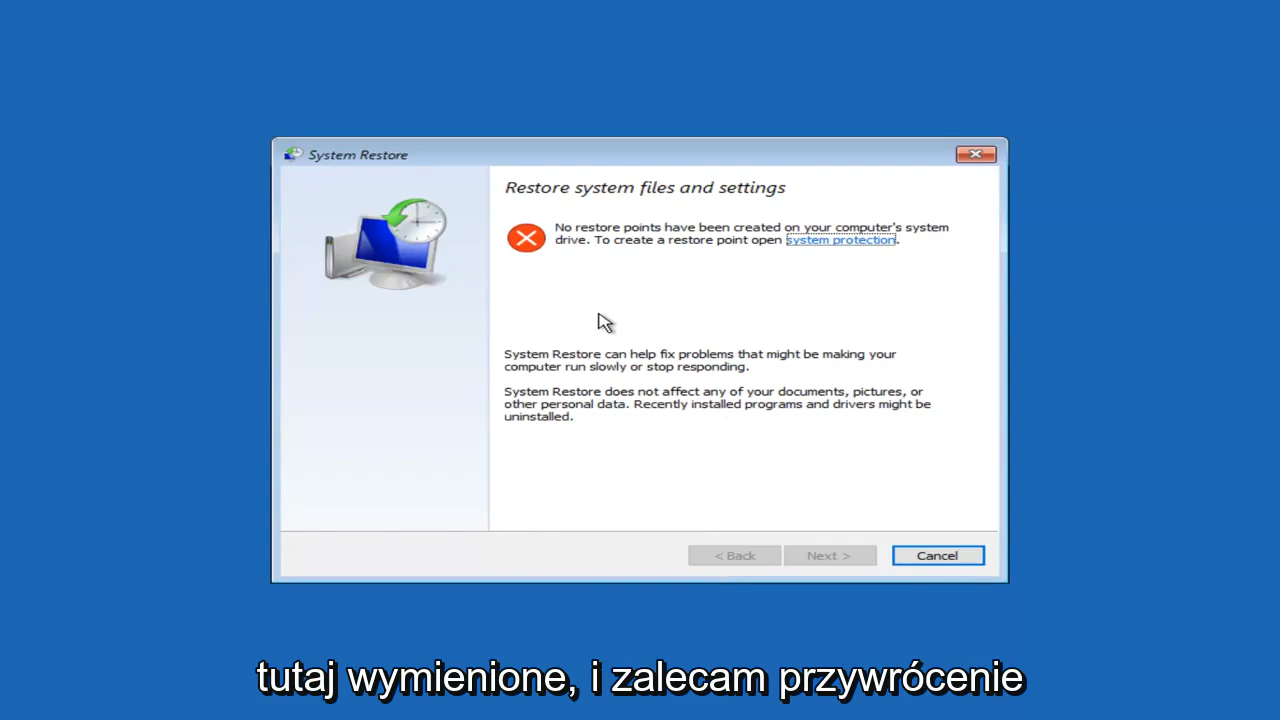 System Restore
Restore system files and settings
No restore points have been created on your computer's system
drive. To create a restore point open system protection.
System Restore can help fix problems that might be making your
computer run slowly or stop responding.
System Restore does not affect any of your documents, pictures, or
other personal data. Recently installed programs and drivers might be
uninstalled.
< Back Next > Cancel
tutaj wymienione, i zalecam przywrócenie